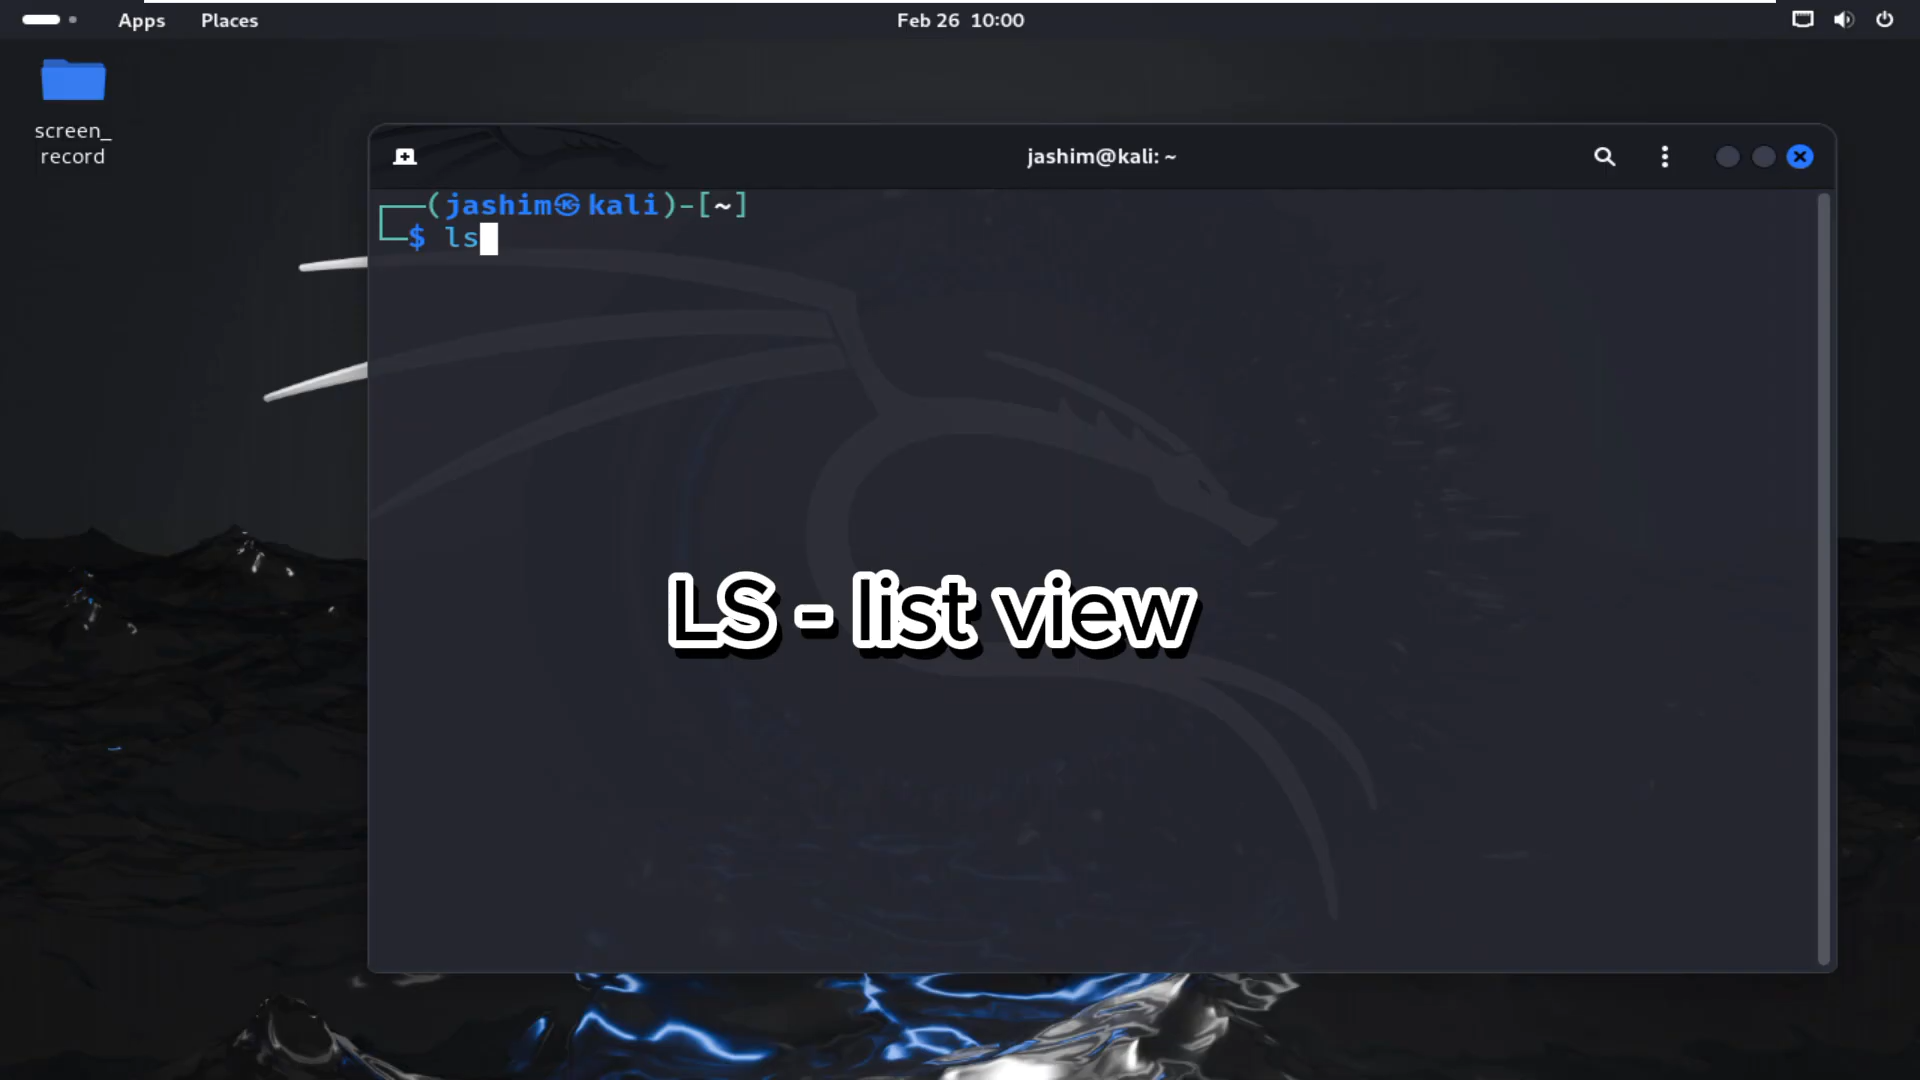 Apps Places Feb 26 10:00
screen_
record
jashim@kali: ~
(jashim㉿kali)-[~]
$ ls
LS - list view